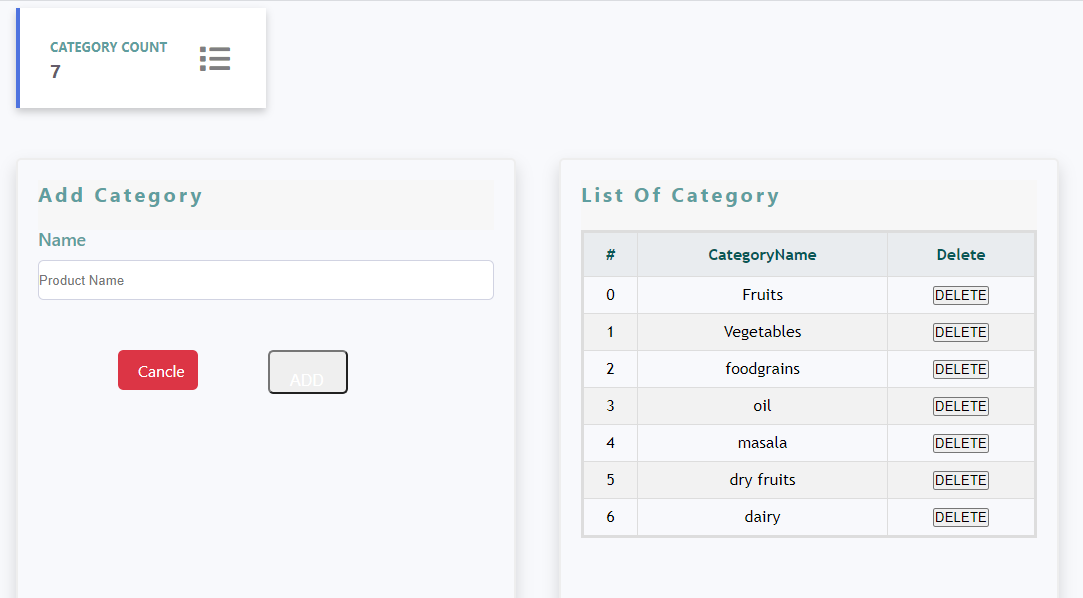 CATEGORY COUNT
7
Add Category
Name
Product Name
Cancle
ADD
List Of Category
# CategoryName Delete
0 Fruits DELETE
1 Vegetables DELETE
2 foodgrains DELETE
3 oil DELETE
4 masala DELETE
5 dry fruits DELETE
6 dairy DELETE